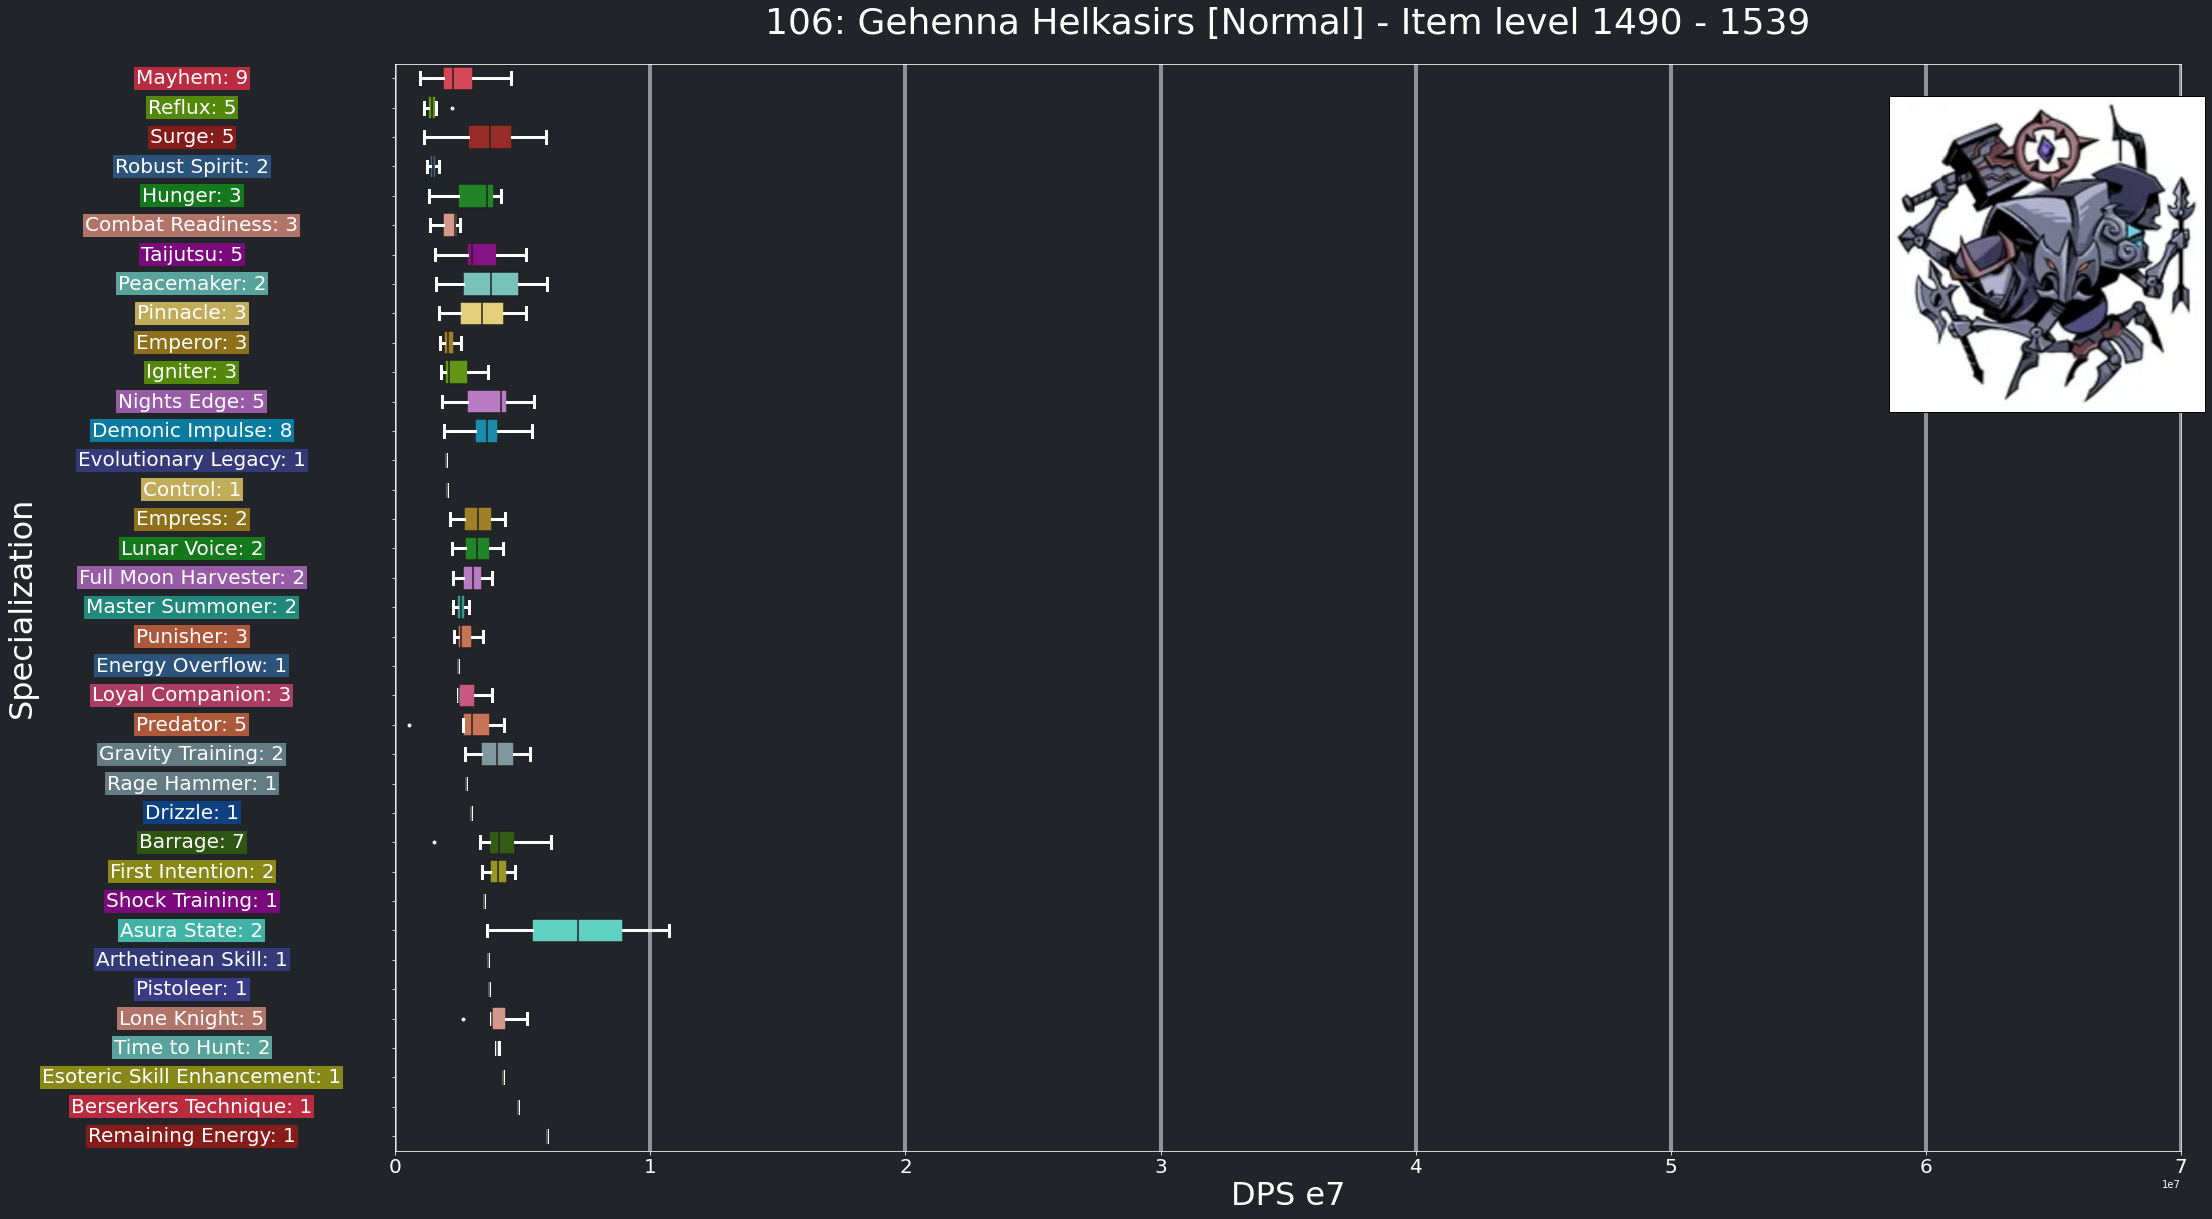 106: Gehenna Helkasirs [Normal] - Item level 1490 - 1539
Mayhem: 9
Reflux: 5
Surge: 5
Robust Spirit: 2
Hunger: 3
Combat Readiness: 3
Taijutsu: 5
Peacemaker: 2
Pinnacle: 3
Emperor: 3
Igniter: 3
Nights Edge: 5
Demonic Impulse: 8
Evolutionary Legacy: 1
Control: 1
Empress: 2
Lunar Voice: 2
Full Moon Harvester: 2
Master Summoner: 2
Punisher: 3
Energy Overflow: 1
Loyal Companion: 3
Predator: 5
Gravity Training: 2
Rage Hammer: 1
Drizzle: 1
Barrage: 7
First Intention: 2
Shock Training: 1
Asura State: 2
Arthetinean Skill: 1
Pistoleer: 1
Lone Knight: 5
Time to Hunt: 2
Esoteric Skill Enhancement: 1
Berserkers Technique: 1
Remaining Energy: 1
Specialization
0 1 2 3 4 5 6 7
1e7
DPS e7